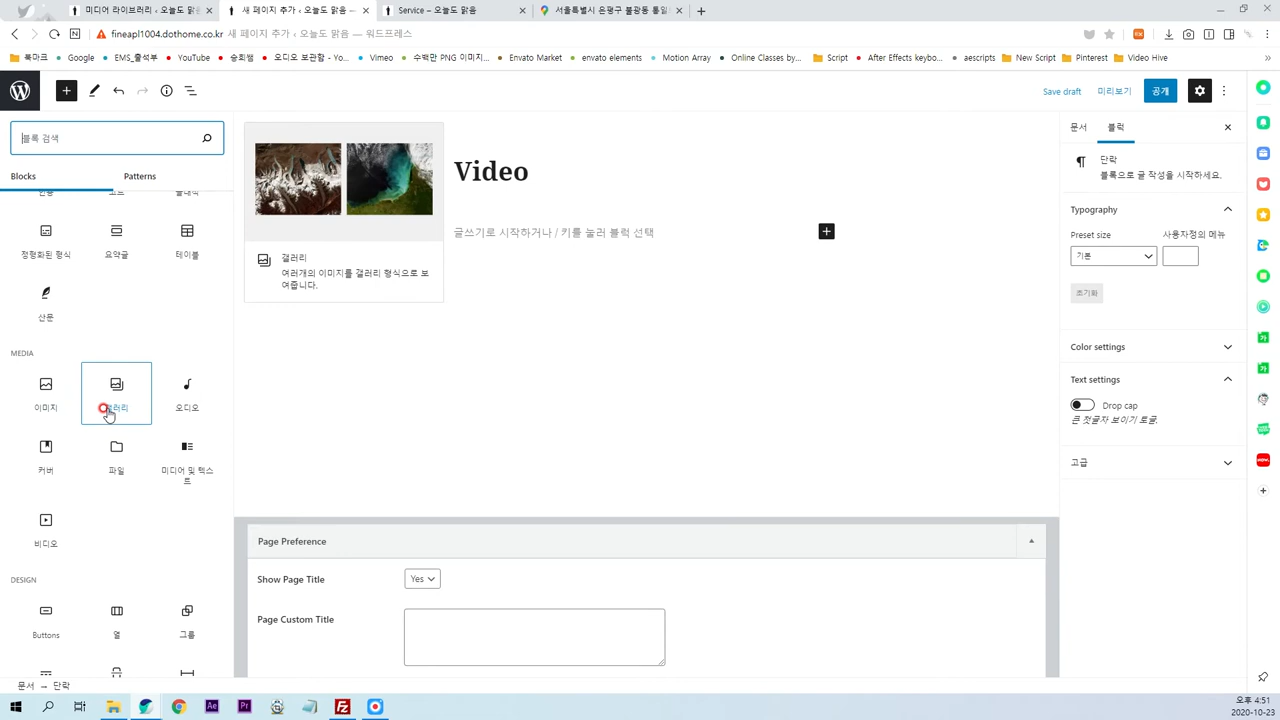 미디어 라이브러리 ‹ 오늘도 밝음
새 페이지 추가 ‹ 오늘도 맑음 —
Service – 오늘도 맑음
서울특별시 은평구 불광동 통일
fineapl1004.dothome.co.kr 새 페이지 추가 ‹ 오늘도 맑음 — 워드프레스
북마크
Google
EMS_출석부
YouTube
승희쌤
오디오 보관함 - Yo...
Vimeo
수백만 PNG 이미지...
Envato Market
envato elements
Motion Array
Online Classes by...
Script
After Effects keybo...
aescripts
New Script
Pinterest
Video Hive
Save draft
미리보기
공개
블록 검색
Blocks
Patterns
인용
코드
정형화된 형식
요약글
테이블
산문
MEDIA
이미지
갤러리
오디오
커버
파일
미디어 및 텍스
트
비디오
DESIGN
Buttons
열
그룹
갤러리
여러개의 이미지를 갤러리 형식으로 보
여줍니다.
Video
글쓰기로 시작하거나 / 키를 눌러 블럭 선택
Page Preference
Show Page Title
Yes
Page Custom Title
문서
블럭
단락
블록으로 글 작성을 시작하세요.
Typography
Preset size
사용자정의 메뉴
기본
초기화
Color settings
Text settings
Drop cap
큰 첫글자 보이기 토글.
고급
문서 → 단락
오후 4:51
2020-10-23